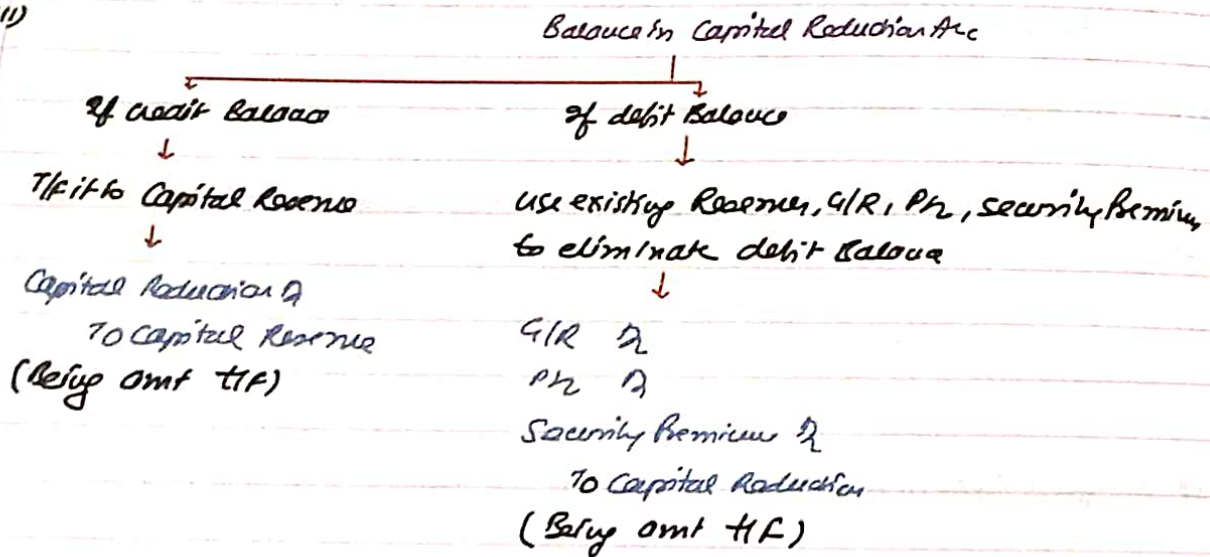 11)
Balance in Capital Reduction A/c
If credit Balance
If debit Balance
T/F it to Capital Reserve
use existing Reserves, G/R, P/L, Security Premium
to eliminate debit Balance
Capital Reduction Dr
To Capital Reserve
(Being amt t/f)
G/R Dr
P/L Dr
Security Premium Dr
To Capital Reduction
(Being amt t/f)